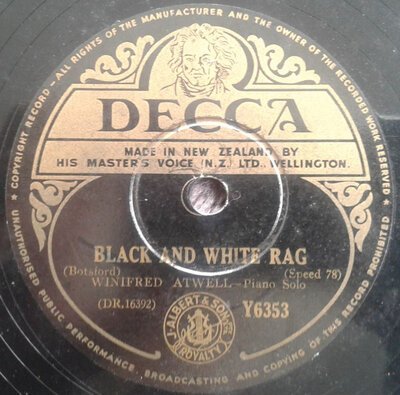 COPYRIGHT RECORD — ALL RIGHTS OF THE MANUFACTURER AND OF THE OWNER OF THE RECORDED WORK RESERVED
DECCA
MADE IN NEW ZEALAND BY
HIS MASTER'S VOICE (N.Z.) LTD., WELLINGTON.
BLACK AND WHITE RAG
(Botsford) (Speed 78)
WINIFRED ATWELL—Piano Solo
(DR.16392) Y6353
J. ALBERT & SON
ROYALTY
UNAUTHORISED PUBLIC PERFORMANCE, BROADCASTING AND COPYING OF THIS RECORD PROHIBITED